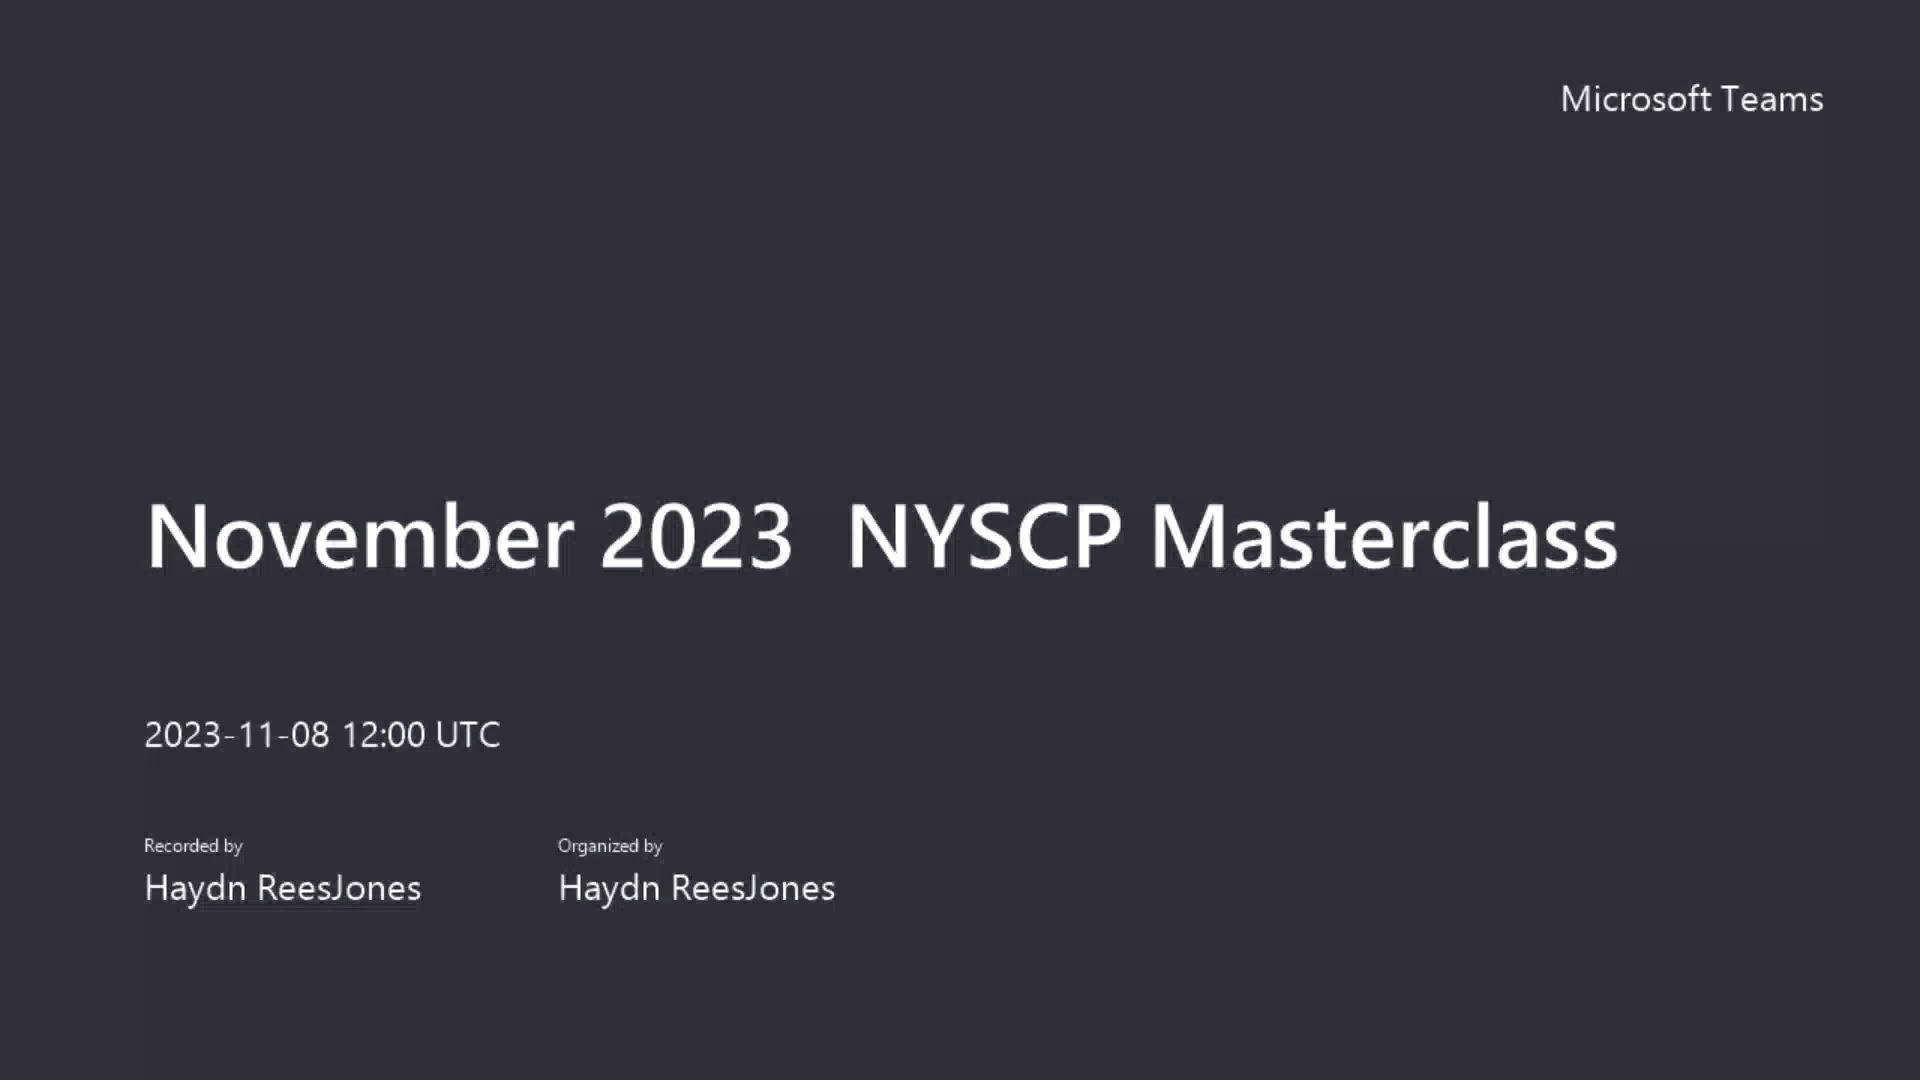 Microsoft Teams
November 2023  NYSCP Masterclass
2023-11-08 12:00 UTC
Recorded by
Haydn ReesJones
Organized by
Haydn ReesJones